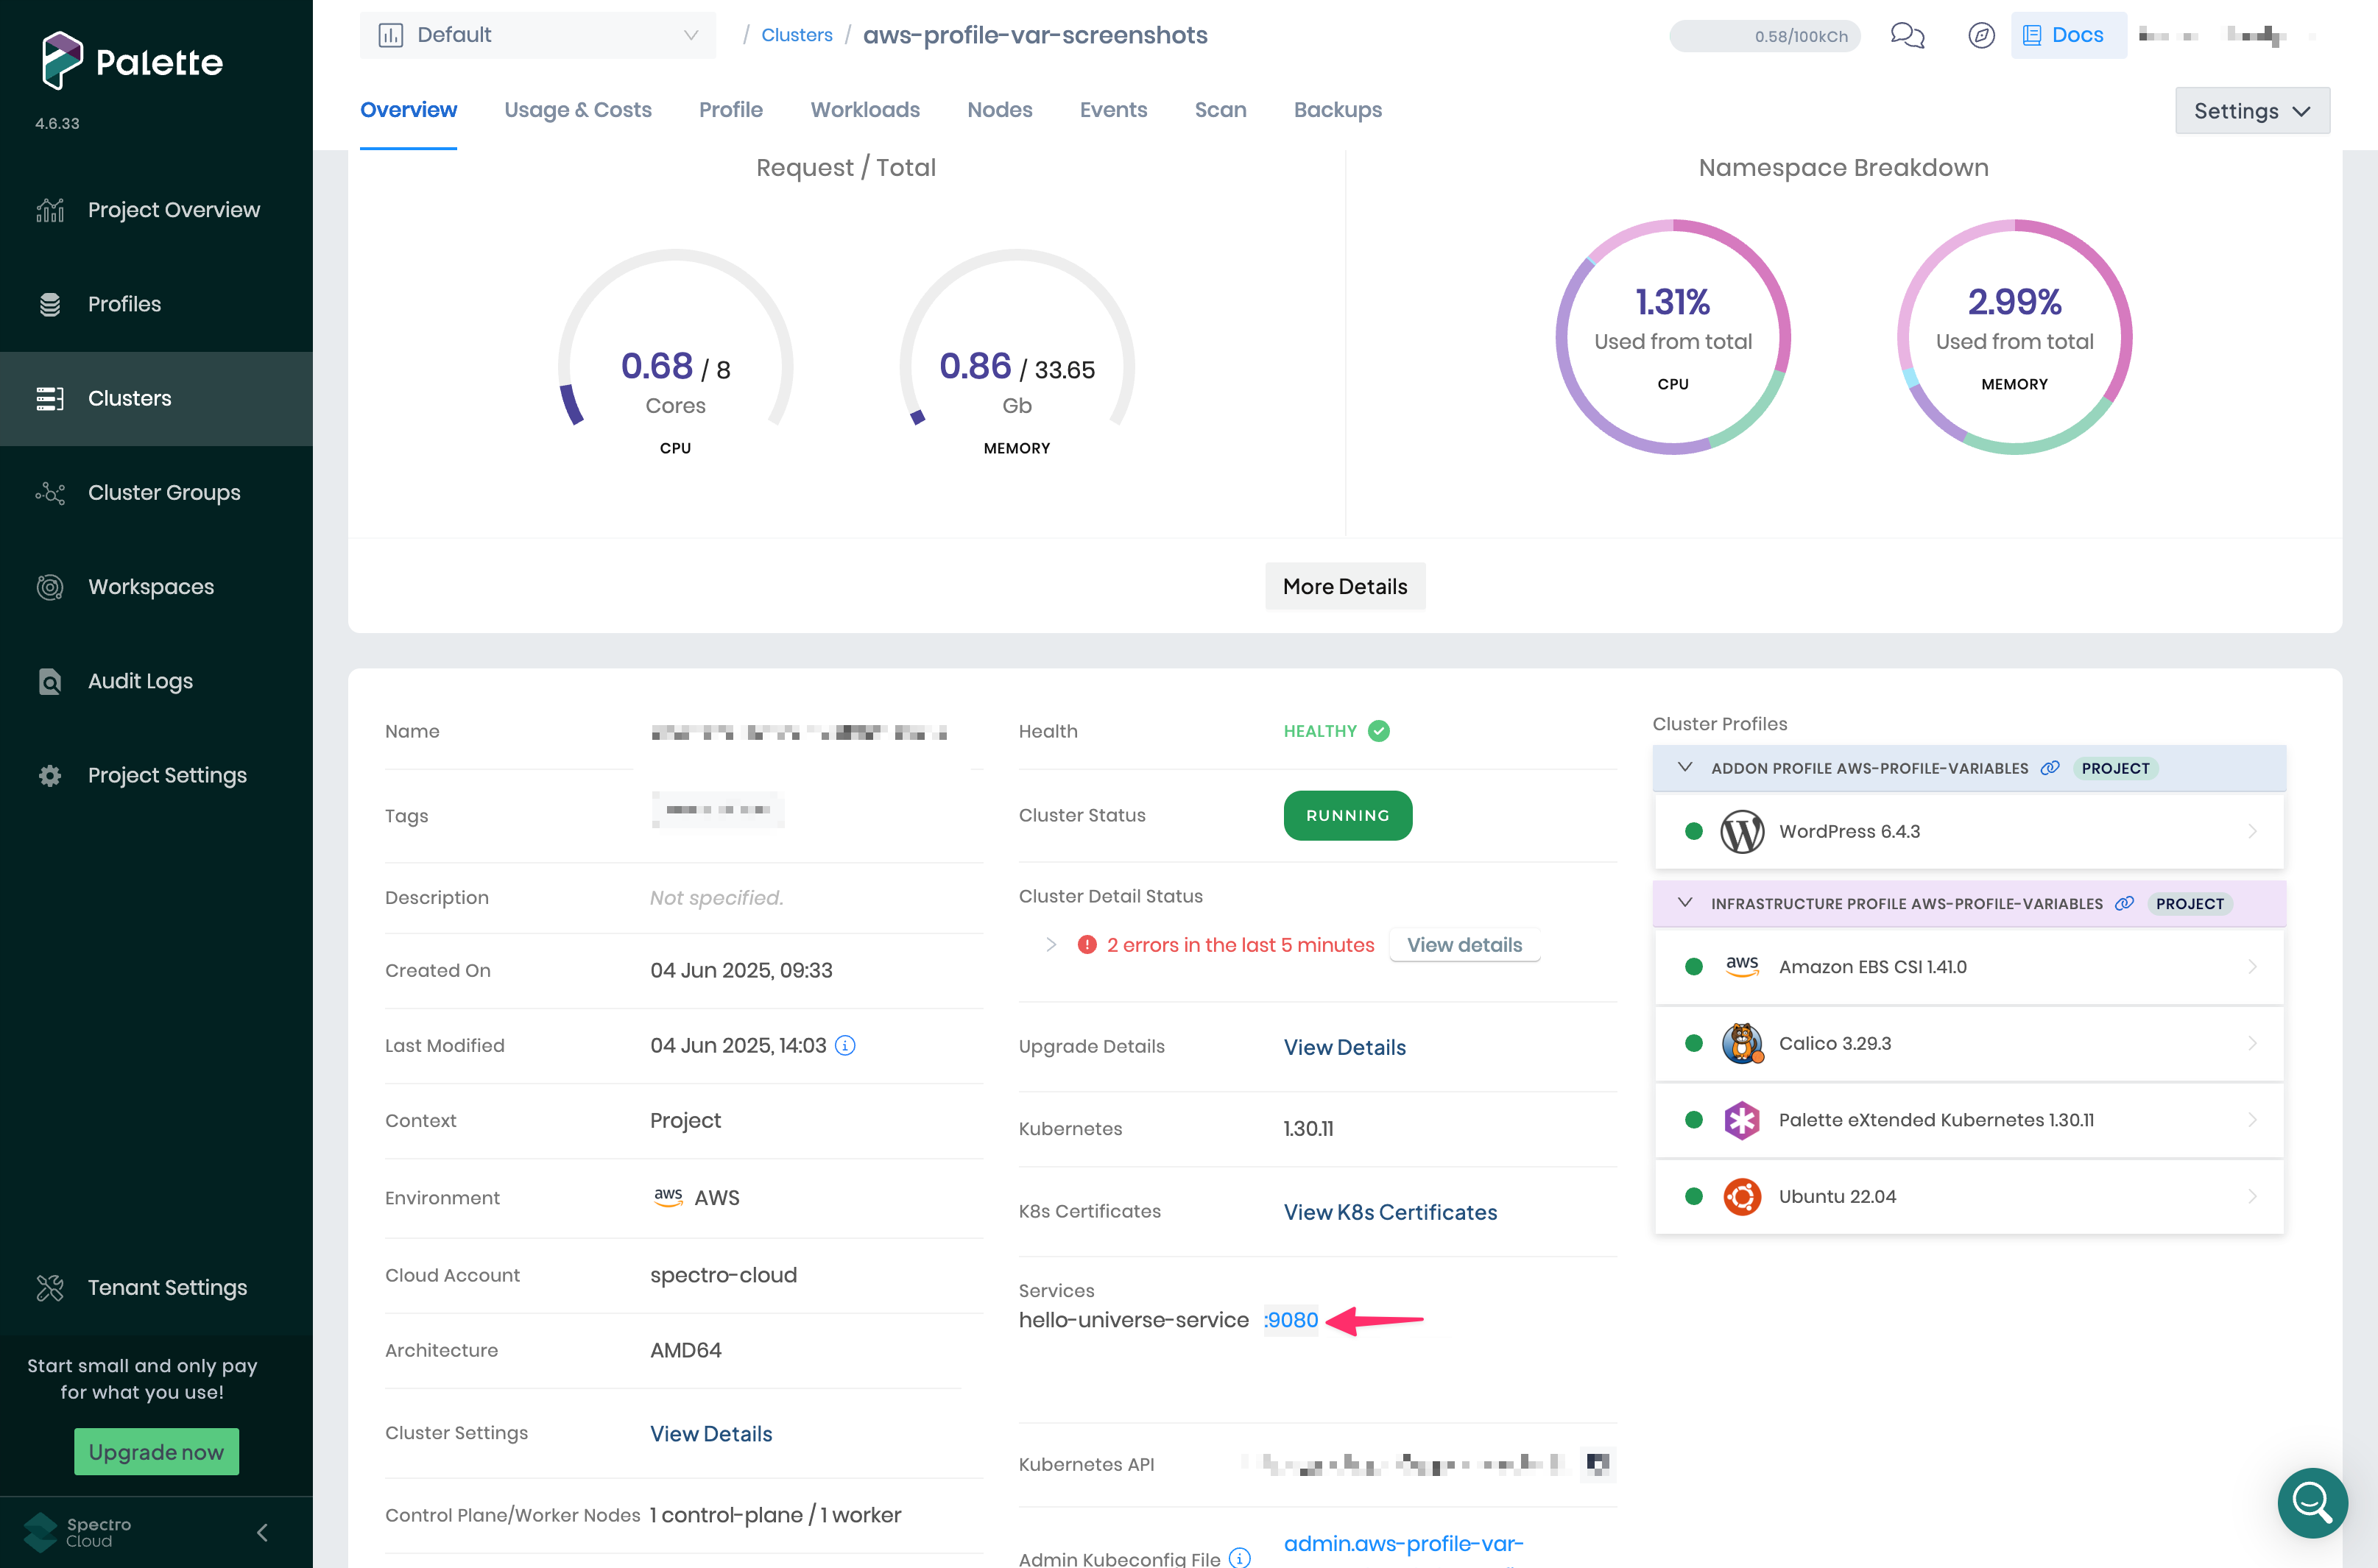 Palette
4.6.33
Project Overview
Profiles
Clusters
Cluster Groups
Workspaces
Audit Logs
Project Settings
Tenant Settings
Start small and only pay
for what you use!
Upgrade now
Spectro
Cloud
Default
/ Clusters / aws-profile-var-screenshots
0.58/100kCh
Docs
Overview Usage & Costs Profile Workloads Nodes Events Scan Backups
Settings
Request / Total
0.68 / 8
Cores
CPU
0.86 / 33.65
Gb
MEMORY
Namespace Breakdown
1.31%
Used from total
CPU
2.99%
Used from total
MEMORY
More Details
Name
Tags
Description Not specified.
Created On 04 Jun 2025, 09:33
Last Modified 04 Jun 2025, 14:03
Context Project
Environment aws AWS
Cloud Account spectro-cloud
Architecture AMD64
Cluster Settings View Details
Control Plane/Worker Nodes 1 control-plane / 1 worker
Health HEALTHY
Cluster Status RUNNING
Cluster Detail Status
2 errors in the last 5 minutes View details
Upgrade Details View Details
Kubernetes 1.30.11
K8s Certificates View K8s Certificates
Services
hello-universe-service :9080
Kubernetes API
Admin Kubeconfig File admin.aws-profile-var-
Cluster Profiles
ADDON PROFILE AWS-PROFILE-VARIABLES PROJECT
WordPress 6.4.3
INFRASTRUCTURE PROFILE AWS-PROFILE-VARIABLES PROJECT
aws Amazon EBS CSI 1.41.0
Calico 3.29.3
Palette eXtended Kubernetes 1.30.11
Ubuntu 22.04